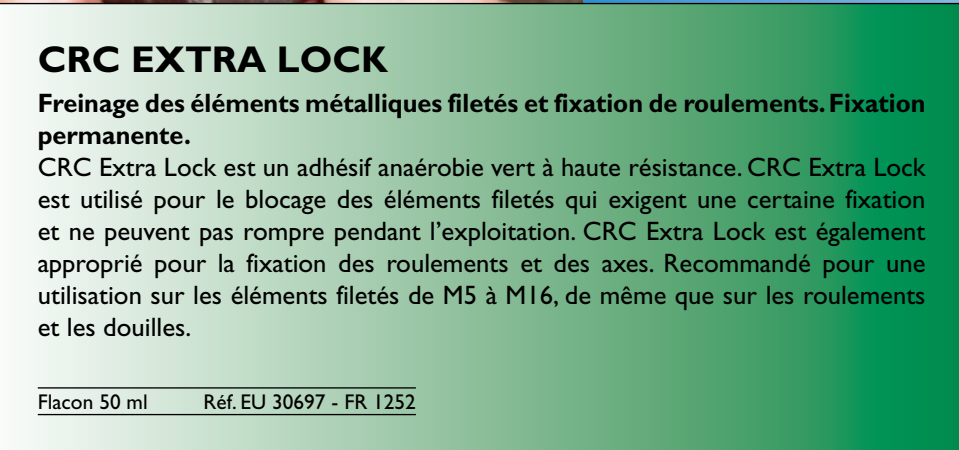 CRC EXTRA LOCK
Freinage des éléments métalliques filetés et fixation de roulements. Fixation
permanente.
CRC Extra Lock est un adhésif anaérobie vert à haute résistance. CRC Extra Lock
est utilisé pour le blocage des éléments filetés qui exigent une certaine fixation
et ne peuvent pas rompre pendant l'exploitation. CRC Extra Lock est également
approprié pour la fixation des roulements et des axes. Recommandé pour une
utilisation sur les éléments filetés de M5 à M16, de même que sur les roulements
et les douilles.
Flacon 50 ml Réf. EU 30697 - FR 1252